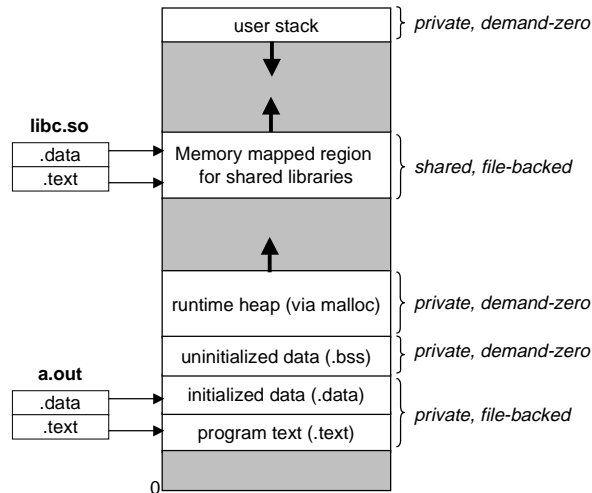 user stack
private, demand-zero
libc.so
.data
.text
Memory mapped region
for shared libraries
shared, file-backed
runtime heap (via malloc)
private, demand-zero
uninitialized data (.bss)
private, demand-zero
a.out
.data
.text
initialized data (.data)
program text (.text)
private, file-backed
0